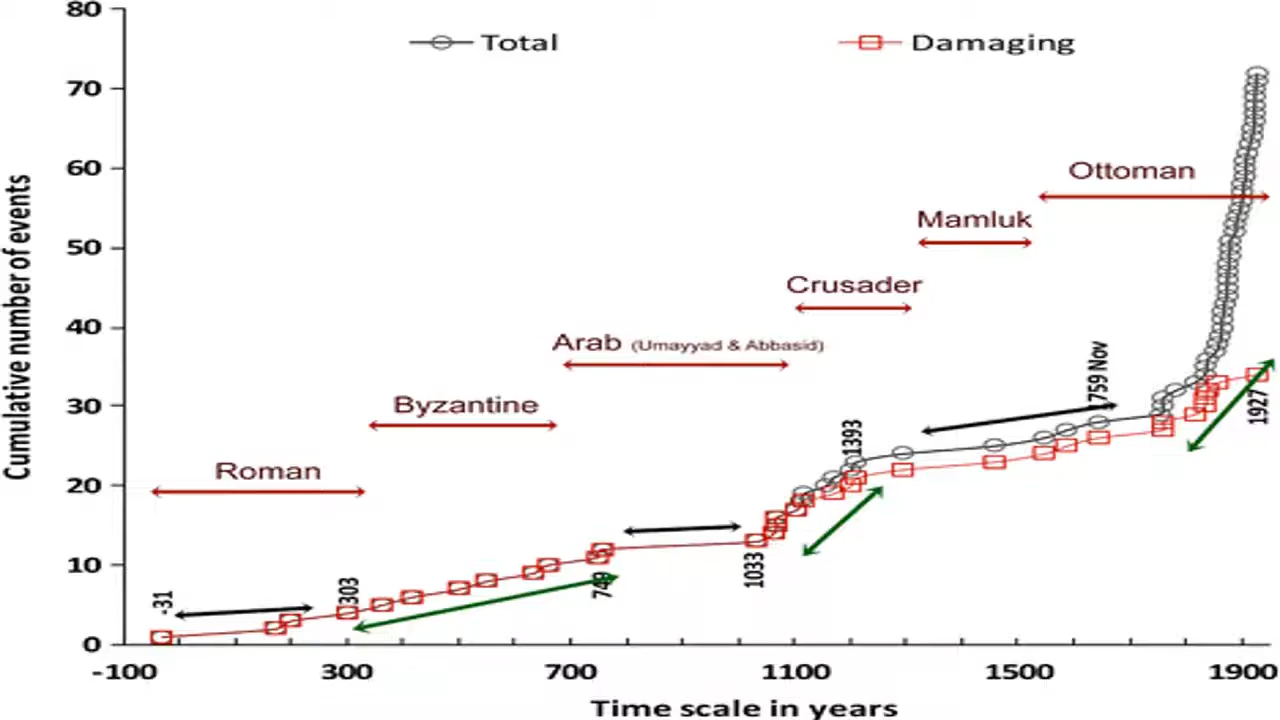 80
Total
Damaging
70
60
Ottoman
Mamluk
50
Crusader
40
Arab (Umayyad & Abbasid)
759 Nov
30
Byzantine
1393
1927
20
Roman
10
1033
749
303
-31
0
-100 300 700 1100 1500 1900
Time scale in years
Cumulative number of events